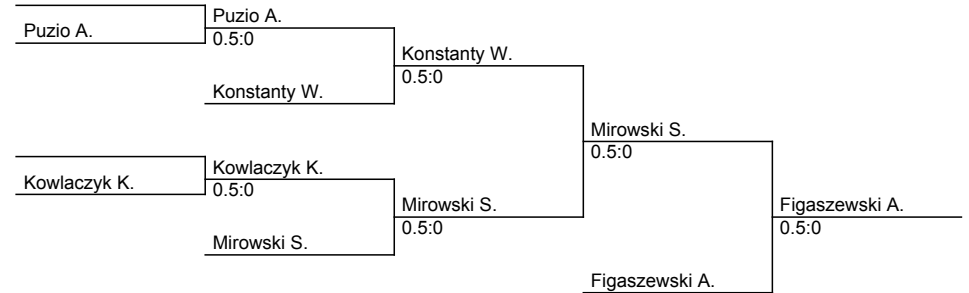 Puzio A.
Puzio A.
0.5:0
Konstanty W.
0.5:0
Konstanty W.
Mirowski S.
0.5:0
Kowlaczyk K.
Kowlaczyk K.
0.5:0
Mirowski S.
0.5:0
Figaszewski A.
0.5:0
Mirowski S.
Figaszewski A.